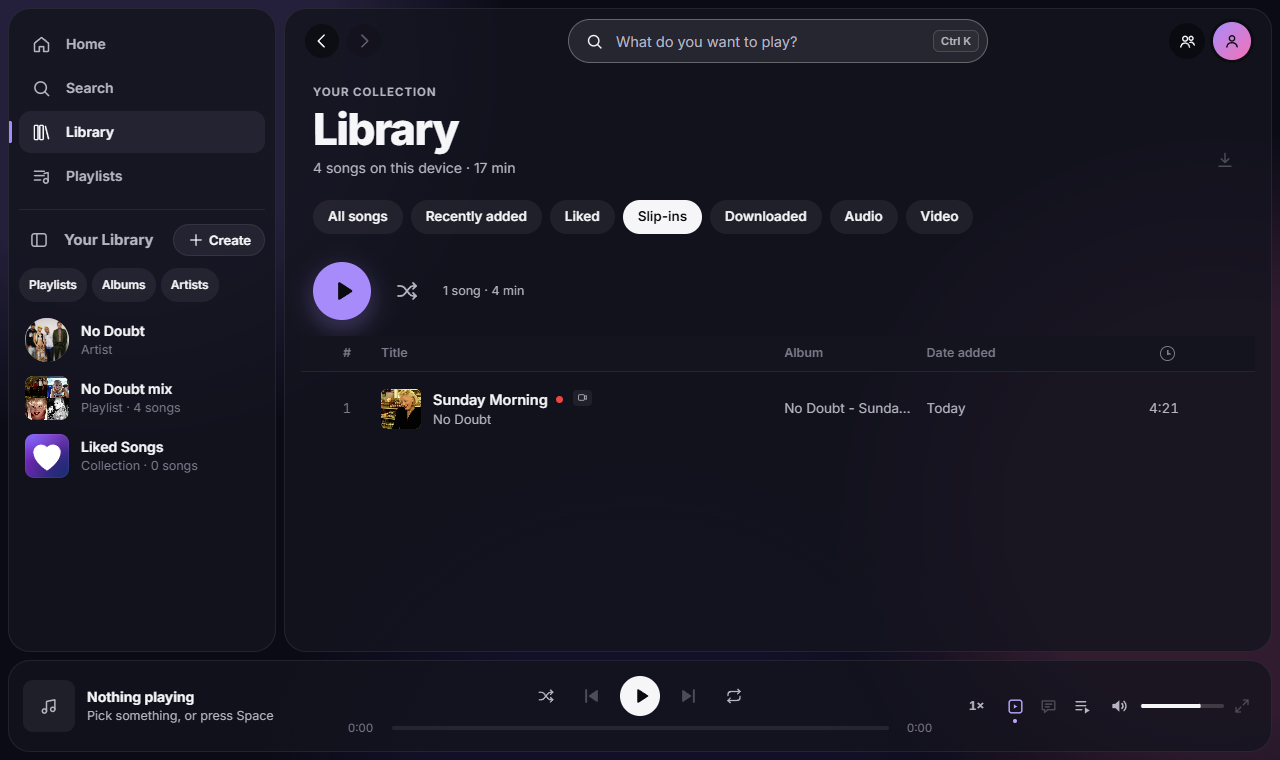 Home
Search
Library
Playlists
Your Library
Create
Playlists
Albums
Artists
No Doubt
Artist
No Doubt mix
Playlist · 4 songs
Liked Songs
Collection · 0 songs
What do you want to play?
Ctrl K
YOUR COLLECTION
Library
4 songs on this device · 17 min
All songs
Recently added
Liked
Slip-ins
Downloaded
Audio
Video
1 song · 4 min
# Title Album Date added
1 Sunday Morning No Doubt - Sunda... Today 4:21
No Doubt
Nothing playing
Pick something, or press Space
0:00
0:00
1×